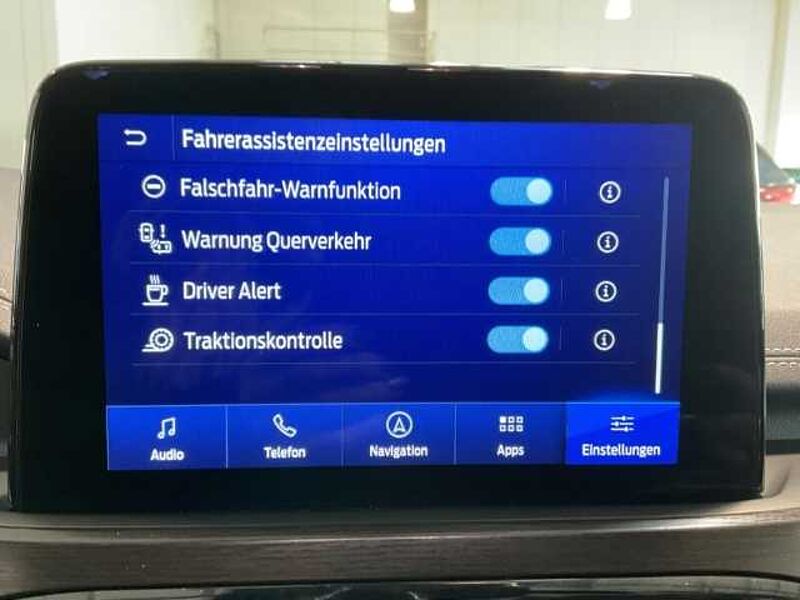 Fahrerassistenzeinstellungen
Falschfahr-Warnfunktion
Warnung Querverkehr
Driver Alert
Traktionskontrolle
Audio
Telefon
Navigation
Apps
Einstellungen